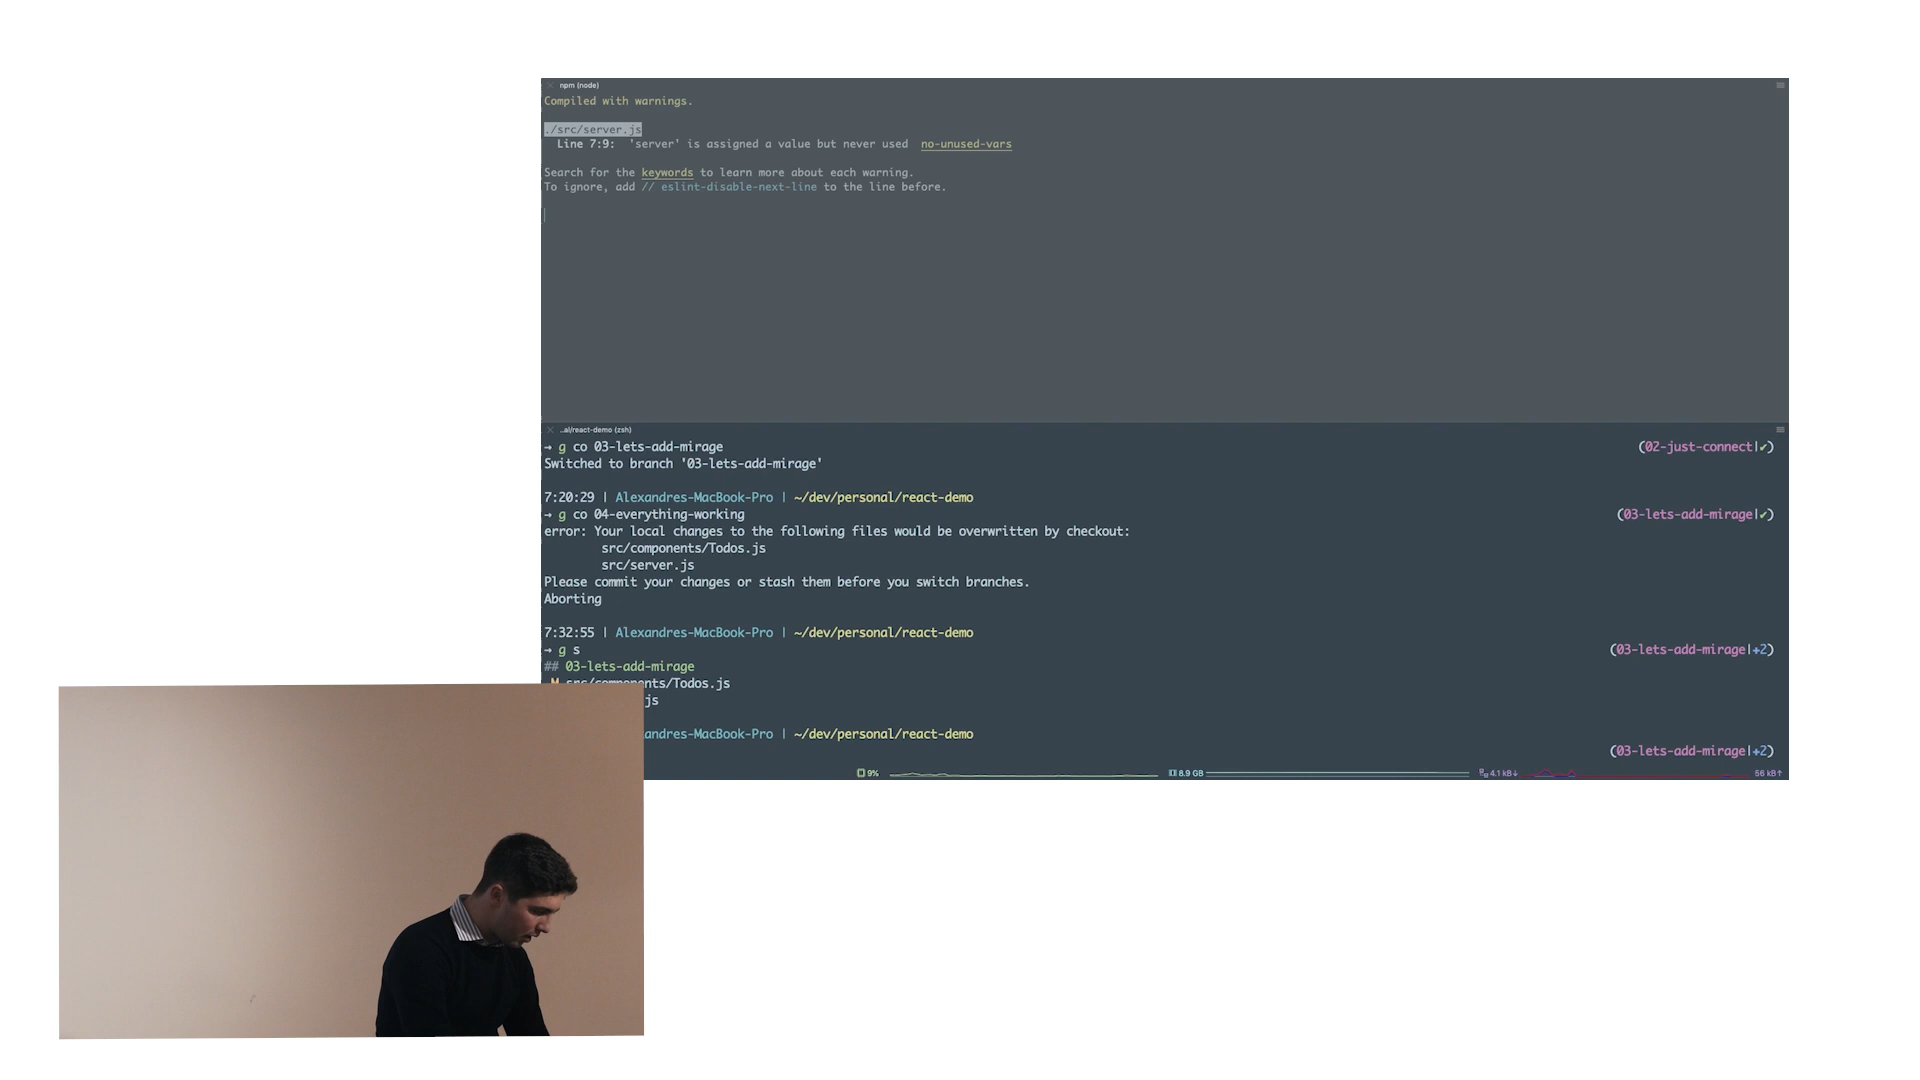 npm (node)
Compiled with warnings.
./src/server.js
Line 7:9: 'server' is assigned a value but never used no-unused-vars
Search for the keywords to learn more about each warning.
To ignore, add // eslint-disable-next-line to the line before.
..al/react-demo (zsh)
→ g co 03-lets-add-mirage (02-just-connect|✔)
Switched to branch '03-lets-add-mirage'
7:20:29 | Alexandres-MacBook-Pro | ~/dev/personal/react-demo
→ g co 04-everything-working (03-lets-add-mirage|✔)
error: Your local changes to the following files would be overwritten by checkout:
src/components/Todos.js
src/server.js
Please commit your changes or stash them before you switch branches.
Aborting
7:32:55 | Alexandres-MacBook-Pro | ~/dev/personal/react-demo
→ g s (03-lets-add-mirage|+2)
## 03-lets-add-mirage
M src/components/Todos.js
js
andres-MacBook-Pro | ~/dev/personal/react-demo
(03-lets-add-mirage|+2)
9% 8.9 GB 4.1 kB↓ 56 kB↑